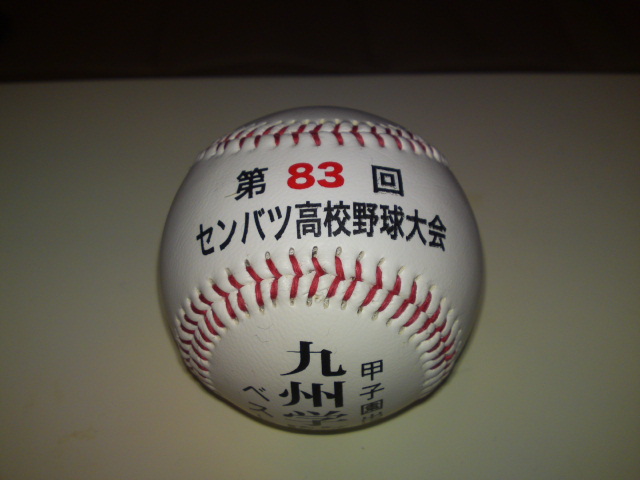 第 83 回
センバツ高校野球大会
甲子園出
九州学
ベス